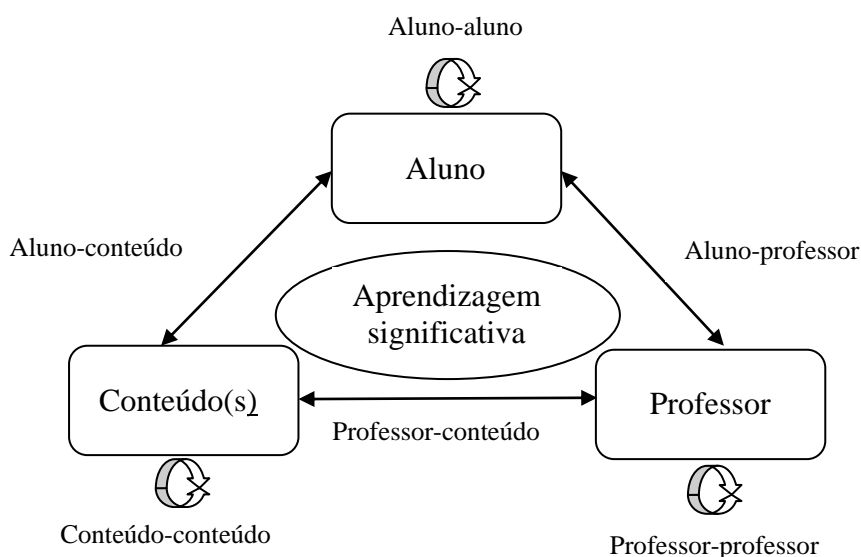 Aluno-aluno
Aluno
Aluno-conteúdo
Aluno-professor
Aprendizagem
significativa
Conteúdo(s)
Professor
Professor-conteúdo
Conteúdo-conteúdo
Professor-professor